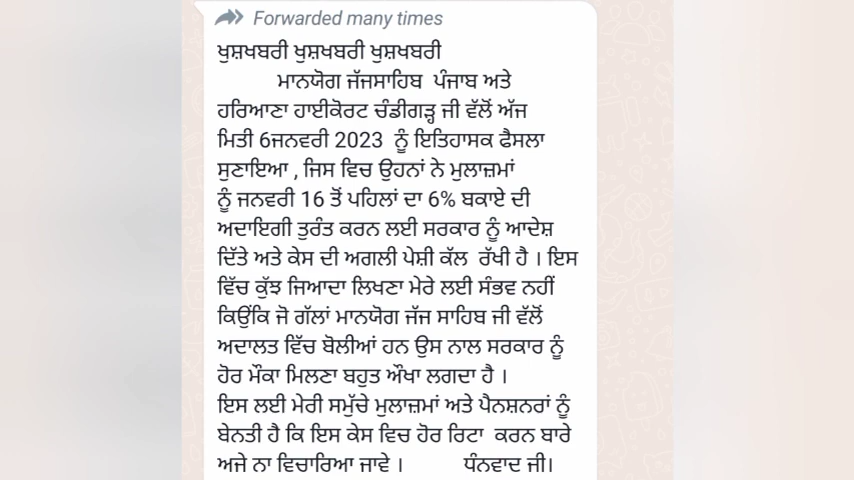 Forwarded many times
ਖੁਸ਼ਖਬਰੀ ਖੁਸ਼ਖਬਰੀ ਖੁਸ਼ਖਬਰੀ
ਮਾਨਯੋਗ ਜੱਜਸਾਹਿਬ ਪੰਜਾਬ ਅਤੇ
ਹਰਿਆਣਾ ਹਾਈਕੋਰਟ ਚੰਡੀਗੜ੍ਹ ਜੀ ਵੱਲੋਂ ਅੱਜ
ਮਿਤੀ 6ਜਨਵਰੀ 2023 ਨੂੰ ਇਤਿਹਾਸਕ ਫੈਸਲਾ
ਸੁਣਾਇਆ , ਜਿਸ ਵਿਚ ਉਹਨਾਂ ਨੇ ਮੁਲਾਜ਼ਮਾਂ
ਨੂੰ ਜਨਵਰੀ 16 ਤੋਂ ਪਹਿਲਾਂ ਦਾ 6% ਬਕਾਏ ਦੀ
ਅਦਾਇਗੀ ਤੁਰੰਤ ਕਰਨ ਲਈ ਸਰਕਾਰ ਨੂੰ ਆਦੇਸ਼
ਦਿੱਤੇ ਅਤੇ ਕੇਸ ਦੀ ਅਗਲੀ ਪੇਸ਼ੀ ਕੱਲ ਰੱਖੀ ਹੈ । ਇਸ
ਵਿੱਚ ਕੁੱਝ ਜਿਆਦਾ ਲਿਖਣਾ ਮੇਰੇ ਲਈ ਸੰਭਵ ਨਹੀਂ
ਕਿਉਂਕਿ ਜੋ ਗੱਲਾਂ ਮਾਨਯੋਗ ਜੱਜ ਸਾਹਿਬ ਜੀ ਵੱਲੋਂ
ਅਦਾਲਤ ਵਿੱਚ ਬੋਲੀਆਂ ਹਨ ਉਸ ਨਾਲ ਸਰਕਾਰ ਨੂੰ
ਹੋਰ ਮੌਕਾ ਮਿਲਣਾ ਬਹੁਤ ਔਖਾ ਲਗਦਾ ਹੈ ।
ਇਸ ਲਈ ਮੇਰੀ ਸਮੁੱਚੇ ਮੁਲਾਜ਼ਮਾਂ ਅਤੇ ਪੈਨਸ਼ਨਰਾਂ ਨੂੰ
ਬੇਨਤੀ ਹੈ ਕਿ ਇਸ ਕੇਸ ਵਿਚ ਹੋਰ ਰਿਟਾ ਕਰਨ ਬਾਰੇ
ਅਜੇ ਨਾ ਵਿਚਾਰਿਆ ਜਾਵੇ । ਧੰਨਵਾਦ ਜੀ।